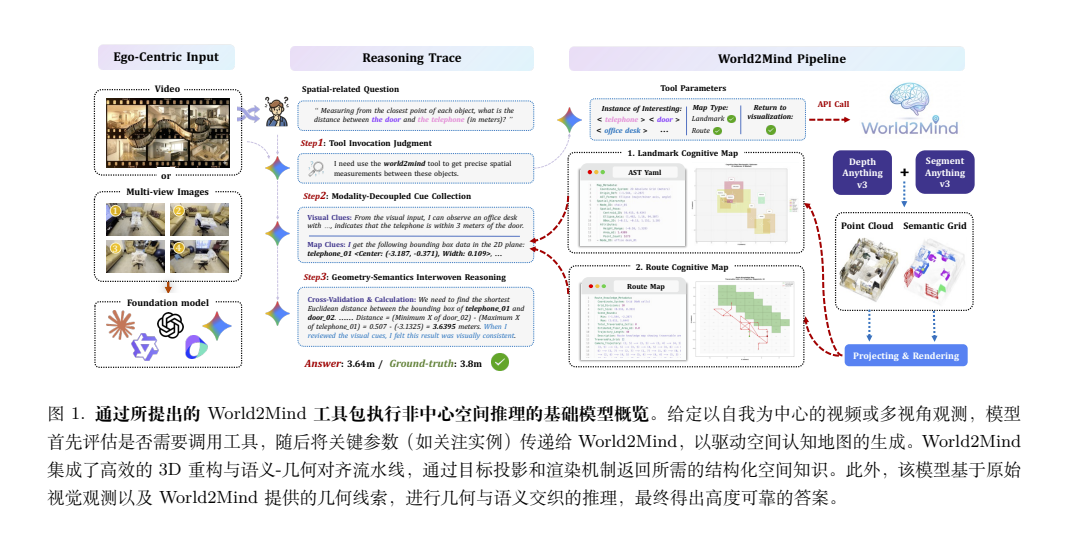 Ego-Centric Input
Video
or
Multi-view Images
1
2
3
4
Foundation model
Reasoning Trace
Spatial-related Question
" Measuring from the closest point of each object, what is the
distance between the door and the telephone (in meters)? "
Step1: Tool Invocation Judgment
I need use the world2mind tool to get precise spatial
measurements between these objects.
Step2: Modality-Decoupled Cue Collection
Visual Clues: From the visual input, I can observe an office desk
with ..., indicates that the telephone is within 3 meters of the door.
Map Clues: I get the following bounding box data in the 2D plane:
telephone_01 <Center: (-3.187, -0.371), Width: 0.109>, ...
Step3: Geometry-Semantics Interwoven Reasoning
Cross-Validation & Calculation: We need to find the shortest
Euclidean distance between the bounding box of telephone_01 and
door_02. ...... Distance = (Minimum X of door_02) - (Maximum X
of telephone_01) = 0.507 - (-3.1325) = 3.6395 meters. When I
reviewed the visual cues, I felt this result was visually consistent.
Answer: 3.64m / Ground-truth: 3.8m
World2Mind Pipeline
Tool Parameters
Instance of Interesting:
< telephone > < door >
< office desk > ...
Map Type:
Landmark
Route
Return to
visualization:
API Call
World2Mind
1. Landmark Cognitive Map
AST Yaml
2. Route Cognitive Map
Route Map
Depth
Anything
v3
+
Segment
Anything
v3
Point Cloud
Semantic Grid
Projecting & Rendering
图 1. 通过所提出的 World2Mind 工具包执行非中心空间推理的基础模型概览。给定以自我为中心的视频或多视角观测，模型
首先评估是否需要调用工具，随后将关键参数（如关注实例）传递给 World2Mind，以驱动空间认知地图的生成。World2Mind
集成了高效的 3D 重构与语义-几何对齐流水线，通过目标投影和渲染机制返回所需的结构化空间知识。此外，该模型基于原始
视觉观测以及 World2Mind 提供的几何线索，进行几何与语义交织的推理，最终得出高度可靠的答案。